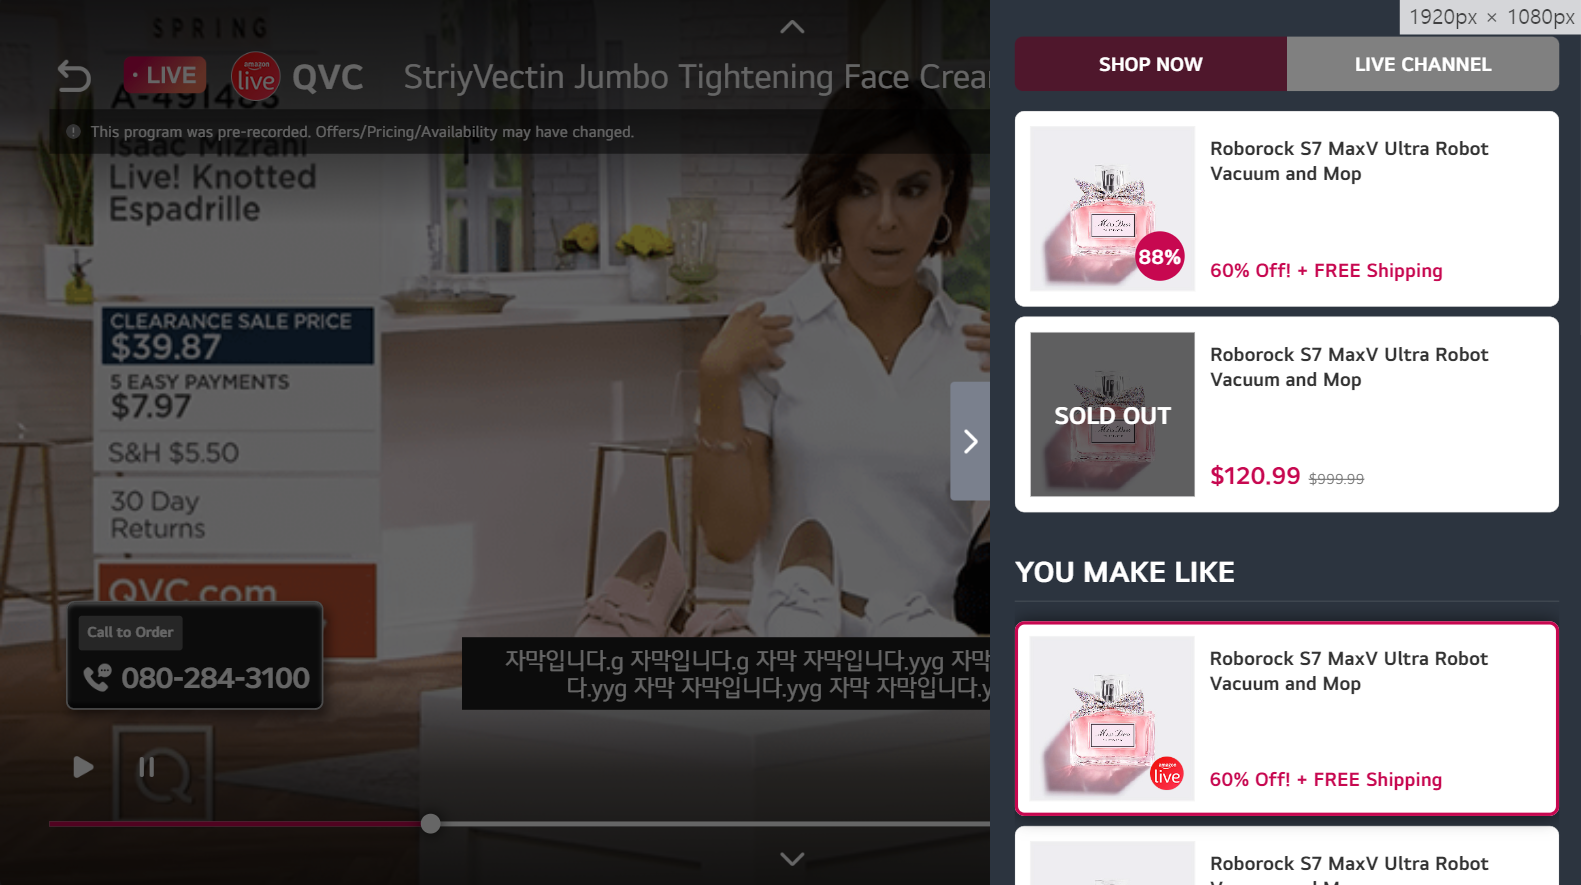 1920px × 1080px
SPRING
LIVE
amazon
live
QVC
StriyVectin Jumbo Tightening Face
This program was pre-recorded. Offers/Pricing/Availability may have changed.
A-491483
Isaac Mizrahi
Live! Knotted
Espadrille
CLEARANCE SALE PRICE
$39.87
5 EASY PAYMENTS
$7.97
S&H $5.50
30 Day
Returns
QVC.com
Call to Order
080-284-3100
Q
자막입니다.g 자막입니다.g 자막 자막입니다.yyg 자막
다.yyg 자막 자막입니다.yyg 자막 자막입니다.y
SHOP NOW
LIVE CHANNEL
Roborock S7 MaxV Ultra Robot
Vacuum and Mop
Miss Dior
88%
60% Off! + FREE Shipping
Roborock S7 MaxV Ultra Robot
Vacuum and Mop
SOLD OUT
Miss Dior
$120.99 $999.99
YOU MAKE LIKE
Roborock S7 MaxV Ultra Robot
Vacuum and Mop
Miss Dior
amazon
live
60% Off! + FREE Shipping
Roborock S7 MaxV Ultra Robot